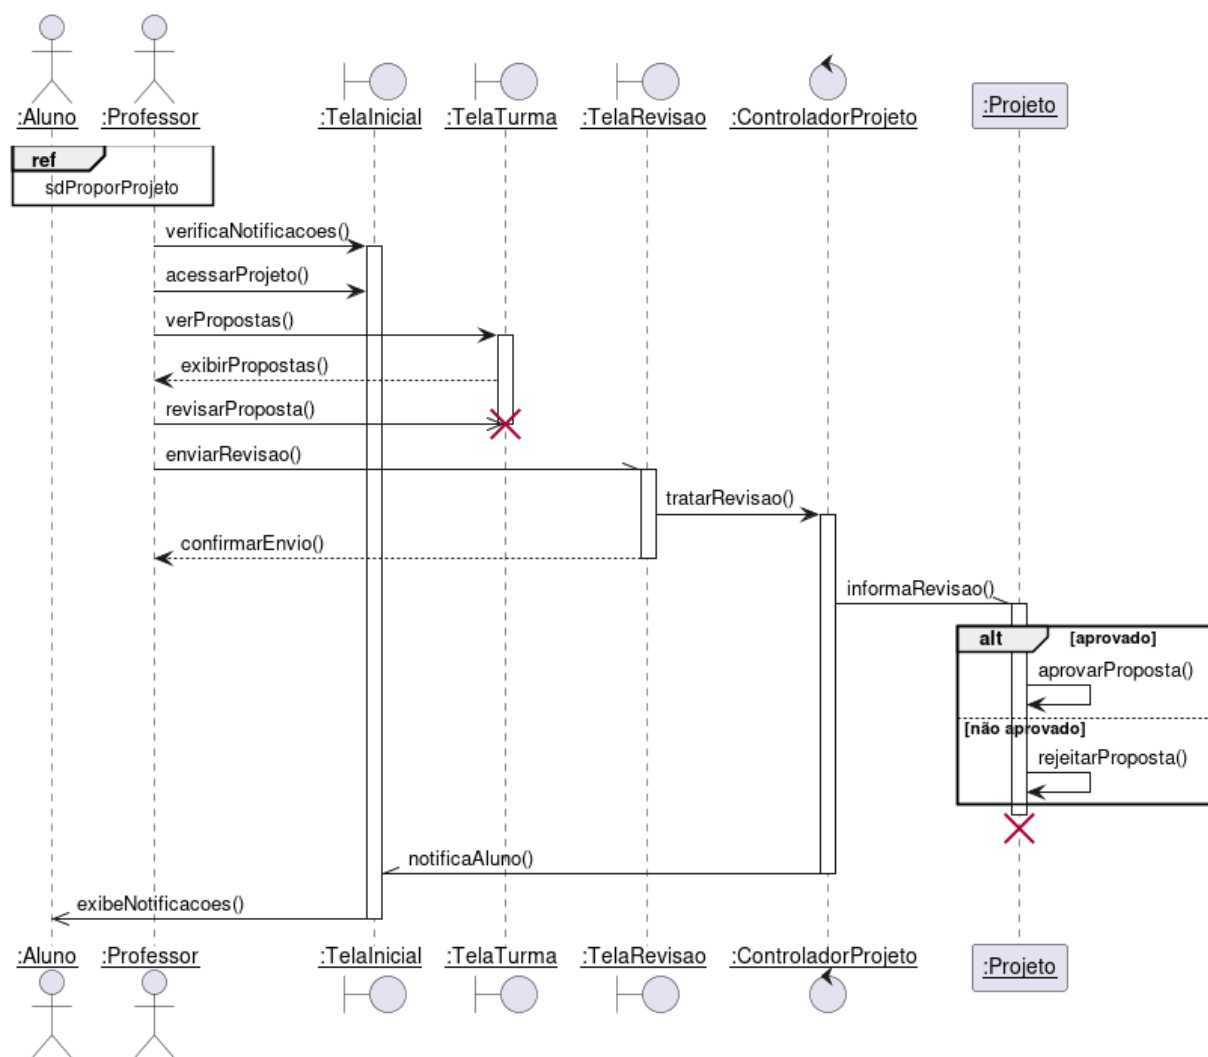 :Aluno :Professor :TelaInicial :TelaTurma :TelaRevisao :ControladorProjeto :Projeto
ref
sdProporProjeto
verificaNotificacoes()
acessarProjeto()
verPropostas()
exibirPropostas()
revisarProposta()
enviarRevisao()
tratarRevisao()
confirmarEnvio()
informaRevisao()
alt [aprovado]
aprovarProposta()
[não aprovado]
rejeitarProposta()
notificaAluno()
exibeNotificacoes()
:Aluno :Professor :TelaInicial :TelaTurma :TelaRevisao :ControladorProjeto :Projeto